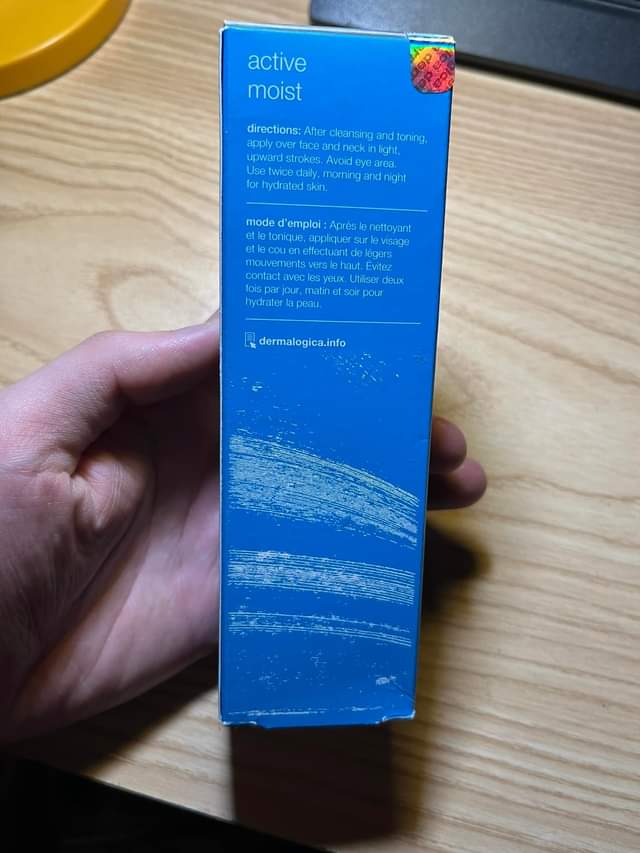 active
moist
directions: After cleansing and toning,
apply over face and neck in light,
upward strokes. Avoid eye area.
Use twice daily, morning and night
for hydrated skin.
mode d'emploi : Après le nettoyant
et le tonique, appliquer sur le visage
et le cou en effectuant de légers
mouvements vers le haut. Évitez
contact avec les yeux. Utiliser deux
fois par jour, matin et soir pour
hydrater la peau.
dermalogica.info